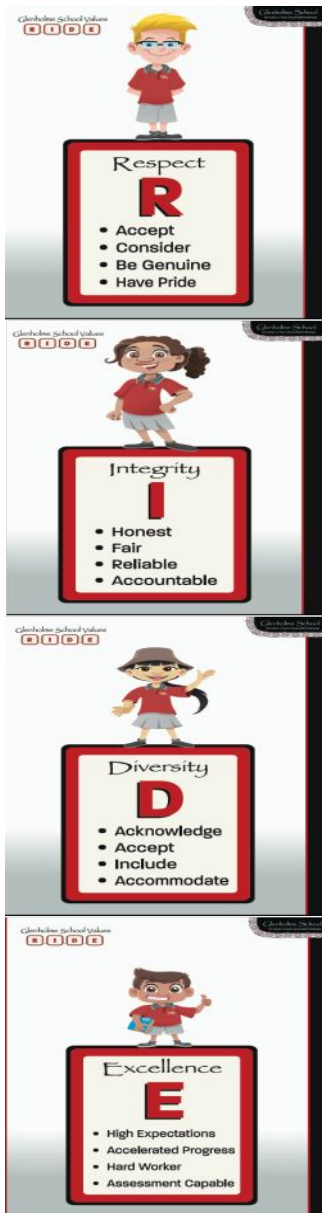 Glenholme School Values
R I D E
Glenholme School
Respect
R
• Accept
• Consider
• Be Genuine
• Have Pride
Glenholme School Values
R I D E
Glenholme School
Integrity
I
• Honest
• Fair
• Reliable
• Accountable
Glenholme School Values
R I D E
Glenholme School
Diversity
D
• Acknowledge
• Accept
• Include
• Accommodate
Glenholme School Values
R I D E
Glenholme School
Excellence
E
• High Expectations
• Accelerated Progress
• Hard Worker
• Assessment Capable